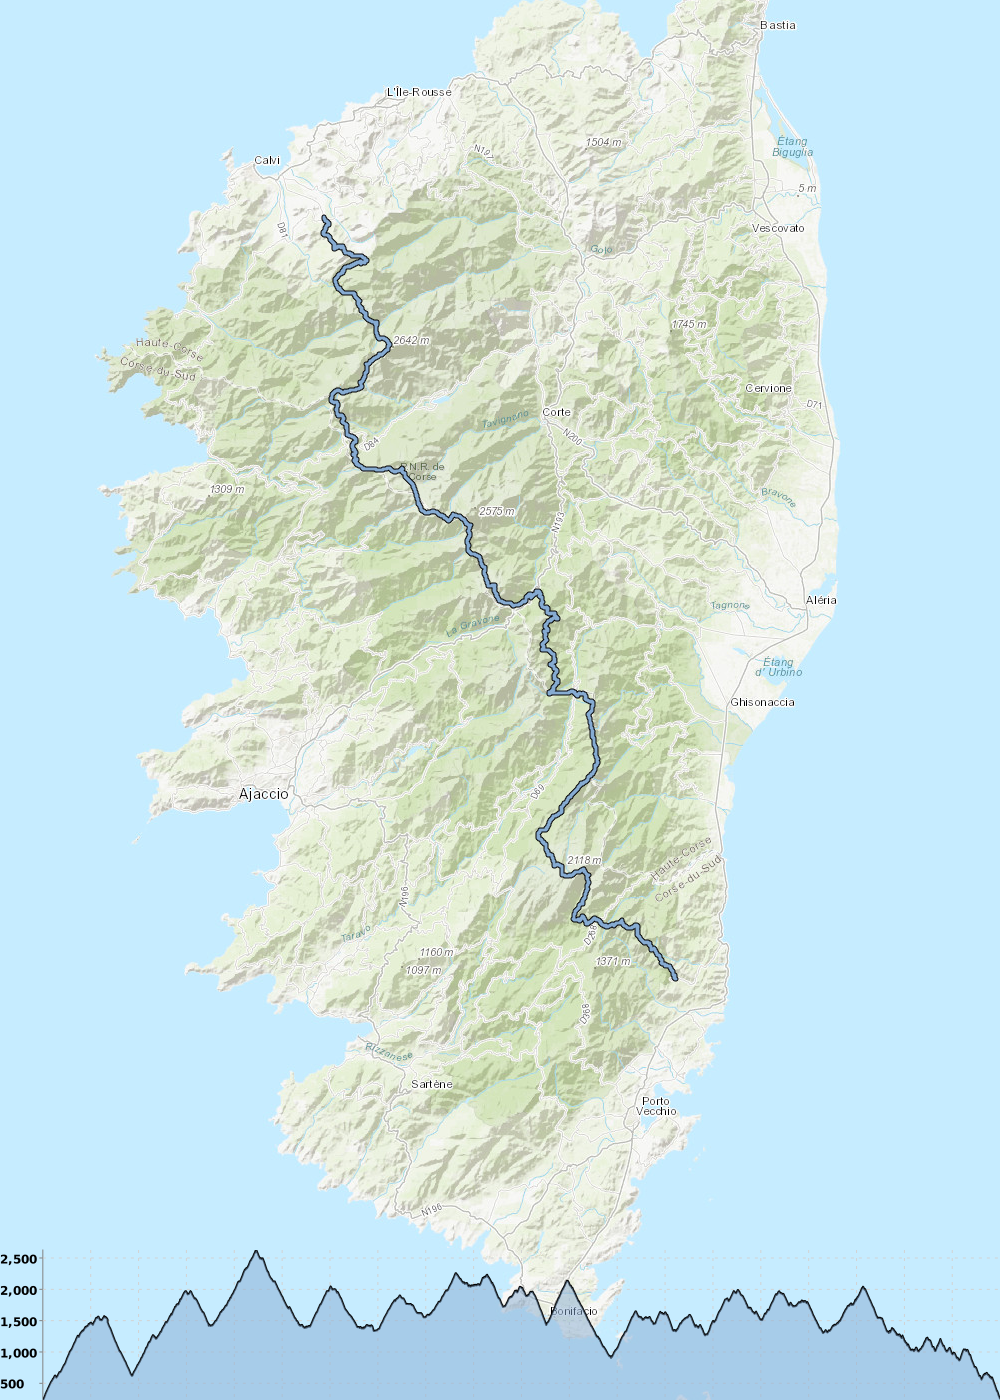 Bastia
L'Île-Rousse
N197
1504 m
Étang
Biguglia
Calvi
5 m
D81
Vescovato
Golo
1745 m
Haute-Corse
Corse-du-Sud
2642 m
Cervione
D71
Corte
Tavignano
N200
D84
P.N.R. de
Corse
1309 m
2575 m
Bravone
N193
Aléria
Tagnone
La Gravone
Étang
d' Urbino
Ghisonaccia
Ajaccio
D69
Haute-Corse
Corse-du-Sud
2118 m
N196
Taravo
D268
1160 m
1097 m
1371 m
D368
Rizzanese
Sartène
Porto
Vecchio
N196
Bonifacio
2,500
2,000
1,500
1,000
500